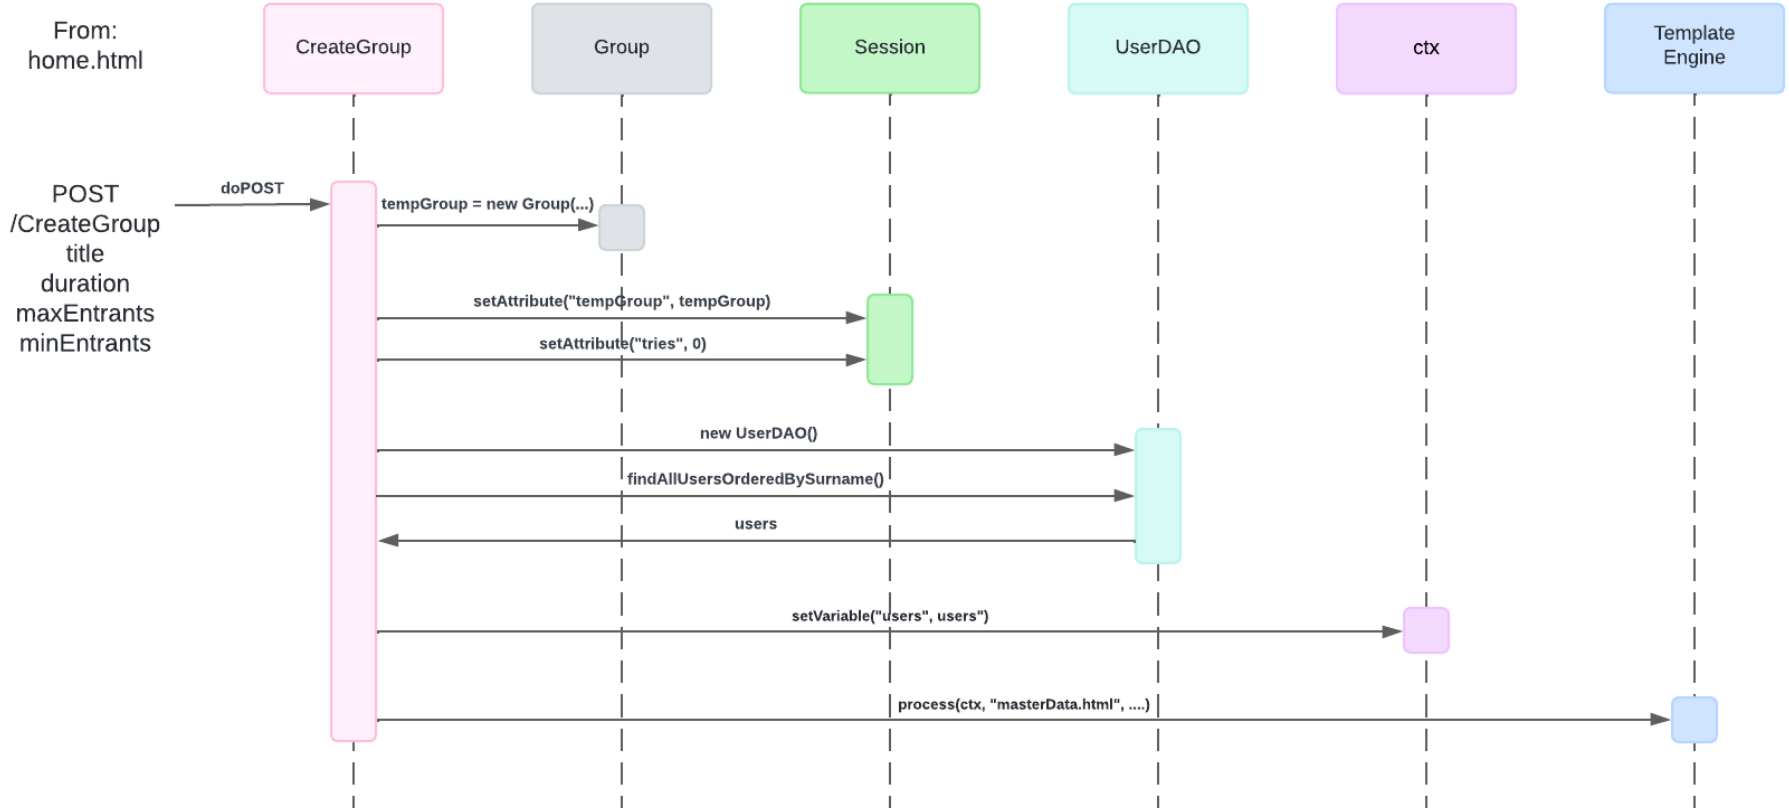 From:
home.html
CreateGroup
Group
Session
UserDAO
ctx
Template
Engine
POST
/CreateGroup
title
duration
maxEntrants
minEntrants
doPOST
tempGroup = new Group(...)
setAttribute("tempGroup", tempGroup)
setAttribute("tries", 0)
new UserDAO()
findAllUsersOrderedBySurname()
users
setVariable("users", users")
process(ctx, "masterData.html", ....)